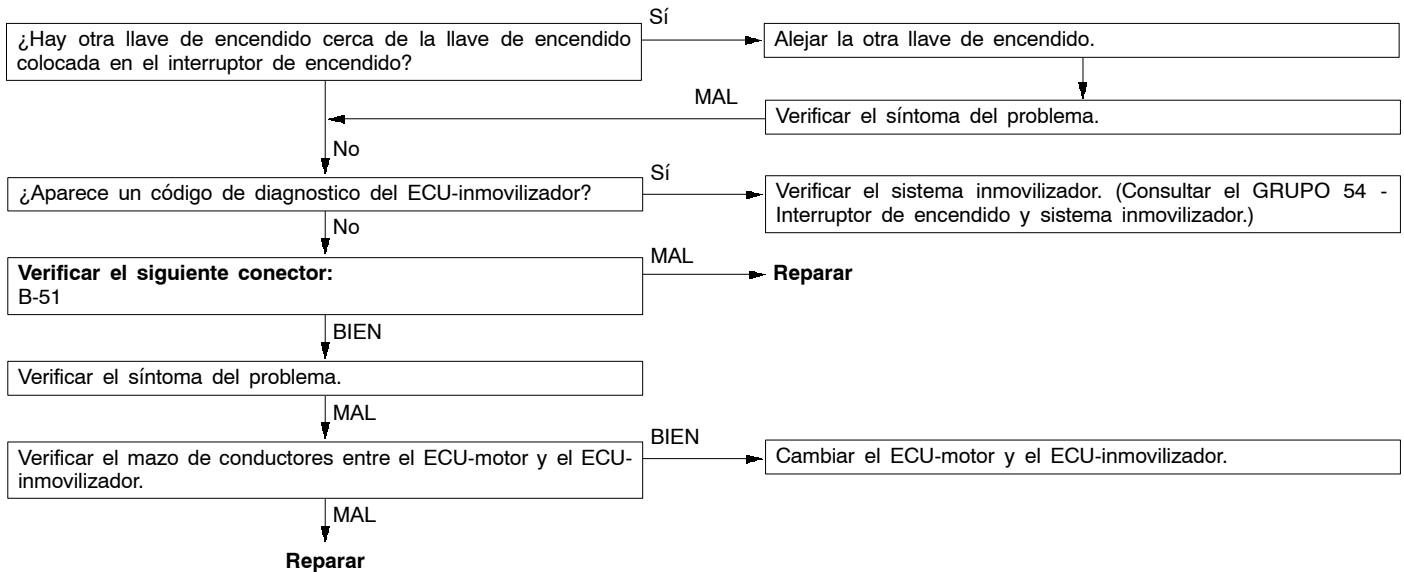 Sí
¿Hay otra llave de encendido cerca de la llave de encendido
colocada en el interruptor de encendido?
Alejar la otra llave de encendido.
MAL
Verificar el síntoma del problema.
No
Sí
¿Aparece un código de diagnostico del ECU-inmovilizador?
Verificar el sistema inmovilizador. (Consultar el GRUPO 54 -
Interruptor de encendido y sistema inmovilizador.)
No
MAL
Verificar el siguiente conector:
B-51
Reparar
BIEN
Verificar el síntoma del problema.
MAL
BIEN
Verificar el mazo de conductores entre el ECU-motor y el ECU-
inmovilizador.
Cambiar el ECU-motor y el ECU-inmovilizador.
MAL
Reparar